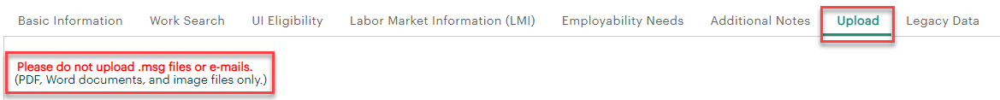 Basic Information Work Search UI Eligibility Labor Market Information (LMI) Employability Needs Additional Notes Upload Legacy Data
Please do not upload .msg files or e-mails.
(PDF, Word documents, and image files only.)